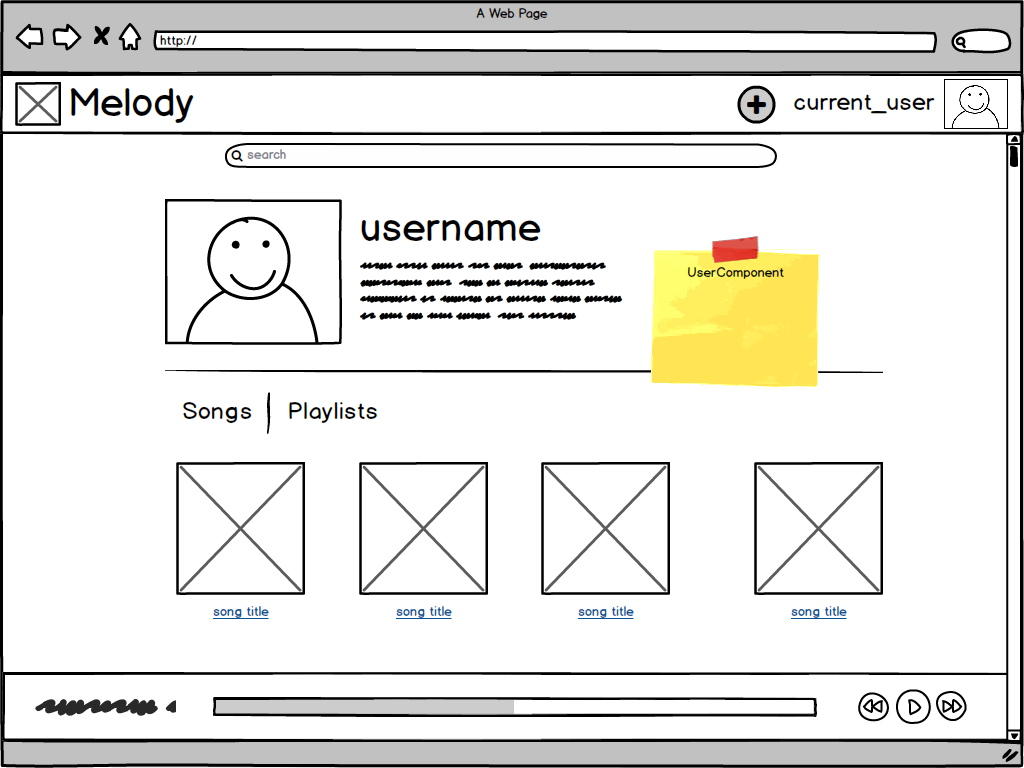 A Web Page
http://
Melody
current_user
search
username
UserComponent
Songs
Playlists
song title
song title
song title
song title